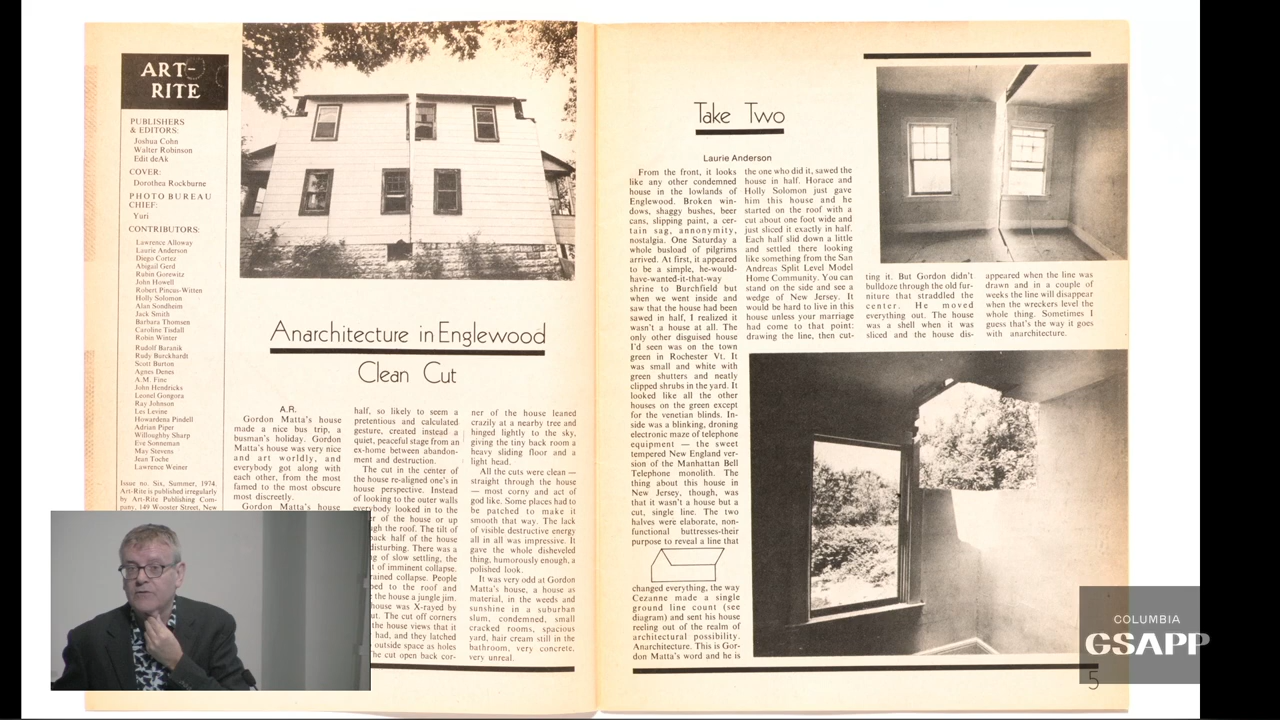 ART-
RITE
PUBLISHERS
& EDITORS:
Joshua Cohn
Walter Robinson
Edit deAk
COVER:
Dorothea Rockburne
PHOTO BUREAU
CHIEF:
Yuri
CONTRIBUTORS:
Lawrence Alloway
Laurie Anderson
Diego Cortez
Abigail Gerd
Rubin Gorewitz
John Howell
Robert Pincus-Witten
Holly Solomon
Alan Sondheim
Jack Smith
Barbara Thomsen
Caroline Tisdall
Robin Winter
Rudolf Baranik
Rudy Burckhardt
Scott Burton
Agnes Denes
A.M. Fine
John Hendricks
Leonel Gongora
Ray Johnson
Les Levine
Howardena Pindell
Adrian Piper
Willoughby Sharp
Eve Sonneman
May Stevens
Jean Toche
Lawrence Weiner
Issue no. Six, Summer, 1974.
Art-Rite is published irregularly
by Art-Rite Publishing Com-
pany, 149 Wooster Street, New
Anarchitecture in Englewood
Clean Cut
A.R.
Gordon Matta's house
made a nice bus trip, a
busman's holiday. Gordon
Matta's house was very nice
and art worldly, and
everybody got along with
each other, from the most
famed to the most obscure
most discreetly.
Gordon Matta's house
half, so likely to seem a
pretentious and calculated
gesture, created instead a
quiet, peaceful stage from an
ex-home between abandon-
ment and destruction.
The cut in the center of
the house re-aligned one's in
house perspective. Instead
of looking to the outer walls
everybody looked in to the
of the house or up
the roof. The tilt of
back half of the house
disturbing. There was a
of slow settling, the
of imminent collapse.
collapse. People
to the roof and
the house a jungle jim.
house was X-rayed by
The cut off corners
the house views that it
had, and they latched
outside space as holes
The cut open back cor-
ner of the house leaned
crazily at a nearby tree and
hinged lightly to the sky,
giving the tiny back room a
heavy sliding floor and a
light head.
All the cuts were clean —
straight through the house
— most corny and act of
god like. Some places had to
be patched to make it
smooth that way. The lack
of visible destructive energy
all in all was impressive. It
gave the whole disheveled
thing, humorously enough, a
polished look.
It was very odd at Gordon
Matta's house, a house as
material, in the weeds and
sunshine in a suburban
slum, condemned, small
cracked rooms, spacious
yard, hair cream still in the
bathroom, very concrete,
very unreal.
Take Two
Laurie Anderson
From the front, it looks
like any other condemned
house in the lowlands of
Englewood. Broken win-
dows, shaggy bushes, beer
cans, slipping paint, a cer-
tain sag, annonymity,
nostalgia. One Saturday a
whole busload of pilgrims
arrived. At first, it appeared
to be a simple, he-would-
have-wanted-it-that-way
shrine to Burchfield but
when we went inside and
saw that the house had been
sawed in half, I realized it
wasn't a house at all. The
only other disguised house
I'd seen was on the town
green in Rochester Vt. It
was small and white with
green shutters and neatly
clipped shrubs in the yard. It
looked like all the other
houses on the green except
for the venetian blinds. In-
side was a blinking, droning
electronic maze of telephone
equipment — the sweet
tempered New England ver-
sion of the Manhattan Bell
Telephone monolith. The
thing about this house in
New Jersey, though, was
that it wasn't a house but a
cut, single line. The two
halves were elaborate, non-
functional buttresses-their
purpose to reveal a line that
changed everything, the way
Cezanne made a single
ground line count (see
diagram) and sent his house
reeling out of the realm of
architectural possibility.
Anarchitecture. This is Gor-
don Matta's word and he is
the one who did it, sawed the
house in half. Horace and
Holly Solomon just gave
him this house and he
started on the roof with a
cut about one foot wide and
just sliced it exactly in half.
Each half slid down a little
and settled there looking
like something from the San
Andreas Split Level Model
Home Community. You can
stand on the side and see a
wedge of New Jersey. It
would be hard to live in this
house unless your marriage
had come to that point:
drawing the line, then cut-
ting it. But Gordon didn't
bulldoze through the old fur-
niture that straddled the
center. He moved
everything out. The house
was a shell when it was
sliced and the house dis-
appeared when the line was
drawn and in a couple of
weeks the line will disappear
when the wreckers level the
whole thing. Sometimes I
guess that's the way it goes
with anarchitecture.
5
COLUMBIA
GSAPP